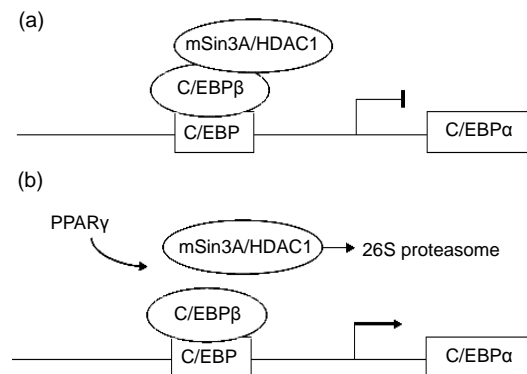 (a)
mSin3A/HDAC1
C/EBPβ
C/EBP
C/EBPα
(b)
PPARγ
mSin3A/HDAC1
26S proteasome
C/EBPβ
C/EBP
C/EBPα